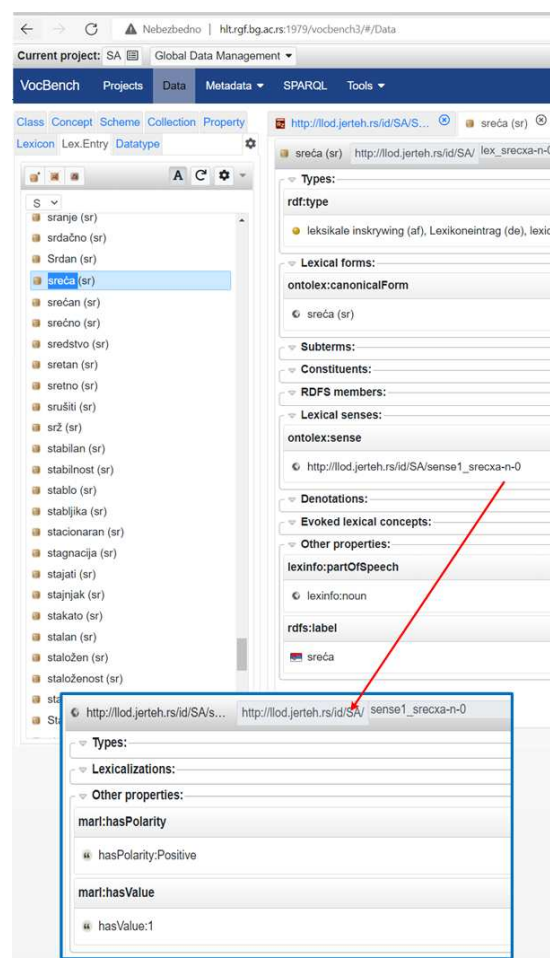 Nebezbedno | hlt.rgf.bg.ac.rs:1979/vocbench3/#/Data
Current project: SA Global Data Management
VocBench Projects Data Metadata SPARQL Tools
Class Concept Scheme Collection Property
Lexicon Lex.Entry Datatype
A
S
sranje (sr)
srdačno (sr)
Srdan (sr)
sreća (sr)
srećan (sr)
srećno (sr)
sredstvo (sr)
sretan (sr)
sretno (sr)
srušiti (sr)
srž (sr)
stabilan (sr)
stabilnost (sr)
stablo (sr)
stabljika (sr)
stacionaran (sr)
stagnacija (sr)
stajati (sr)
stajnjak (sr)
stakato (sr)
stalan (sr)
staložen (sr)
staloženost (sr)
sta
Sta
http://llod.jerteh.rs/id/SA/S... sreća (sr)
sreća (sr) http://llod.jerteh.rs/id/SA/ lex_srecxa-n-0
Types:
rdf:type
leksikale inskrywing (af), Lexikoneintrag (de), lexic
Lexical forms:
ontolex:canonicalForm
sreća (sr)
Subterms:
Constituents:
RDFS members:
Lexical senses:
ontolex:sense
http://llod.jerteh.rs/id/SA/sense1_srecxa-n-0
Denotations:
Evoked lexical concepts:
Other properties:
lexinfo:partOfSpeech
lexinfo:noun
rdfs:label
sreća
http://llod.jerteh.rs/id/SA/s... http://llod.jerteh.rs/id/SA/ sense1_srecxa-n-0
Types:
Lexicalizations:
Other properties:
marl:hasPolarity
hasPolarity:Positive
marl:hasValue
hasValue:1